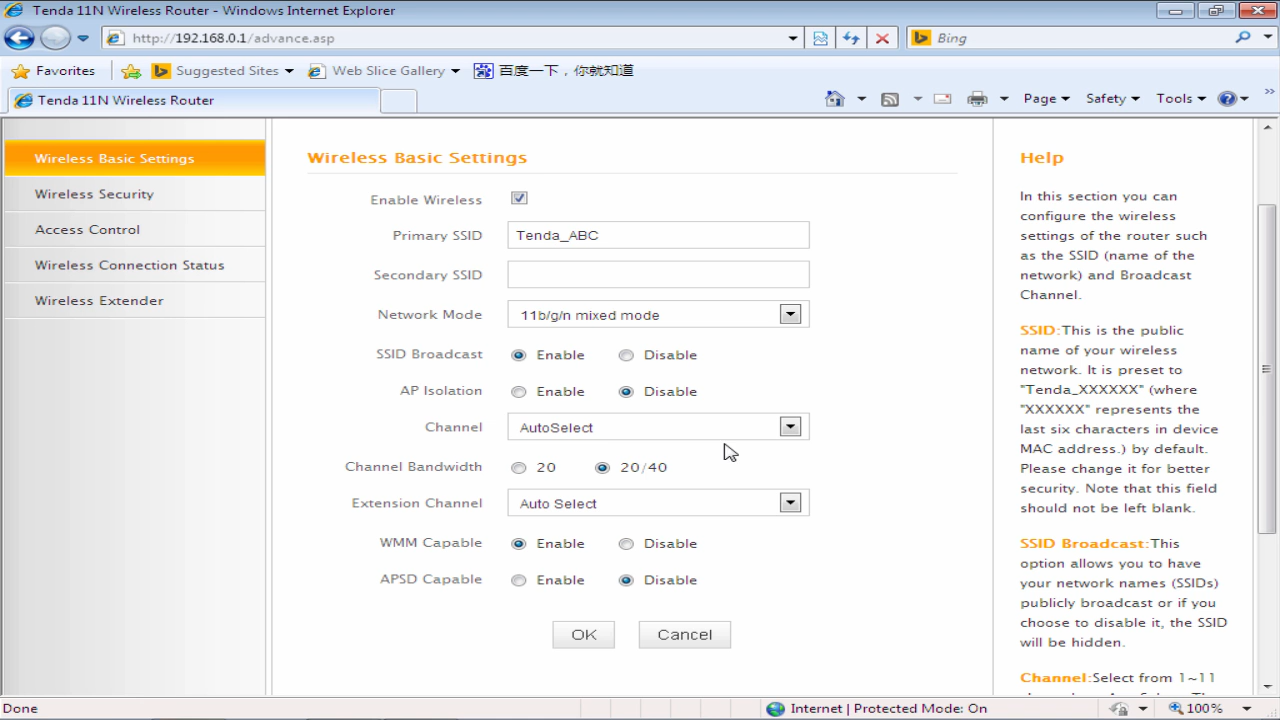 Tenda 11N Wireless Router - Windows Internet Explorer
http://192.168.0.1/advance.asp
Bing
Favorites Suggested Sites Web Slice Gallery 百度一下，你就知道
Tenda 11N Wireless Router
Page Safety Tools
Wireless Basic Settings
Wireless Security
Access Control
Wireless Connection Status
Wireless Extender
Wireless Basic Settings
Enable Wireless
Primary SSID Tenda_ABC
Secondary SSID
Network Mode 11b/g/n mixed mode
SSID Broadcast Enable Disable
AP Isolation Enable Disable
Channel AutoSelect
Channel Bandwidth 20 20/40
Extension Channel Auto Select
WMM Capable Enable Disable
APSD Capable Enable Disable
OK Cancel
Help
In this section you can
configure the wireless
settings of the router such
as the SSID (name of the
network) and Broadcast
Channel.
SSID:This is the public
name of your wireless
network. It is preset to
"Tenda_XXXXXX" (where
"XXXXXX" represents the
last six characters in device
MAC address.) by default.
Please change it for better
security. Note that this field
should not be left blank.
SSID Broadcast:This
option allows you to have
your network names (SSIDs)
publicly broadcast or if you
choose to disable it, the SSID
will be hidden.
Channel:Select from 1~11
Done
Internet | Protected Mode: On
100%